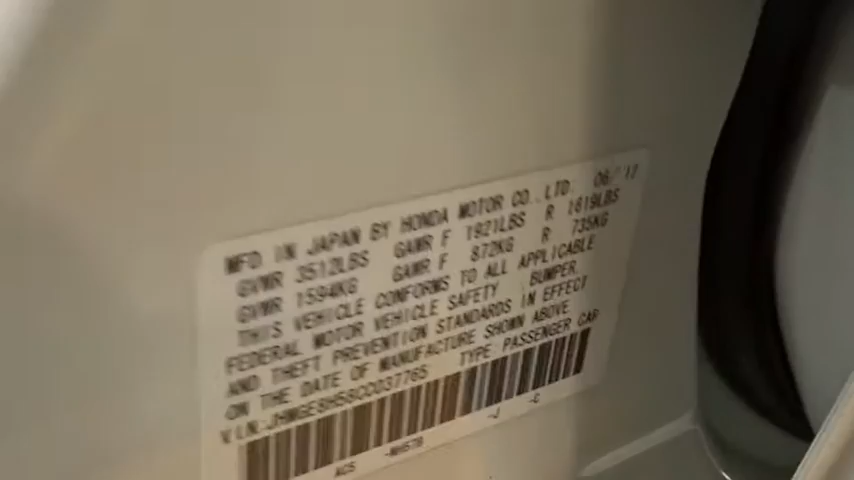 MFD IN JAPAN BY HONDA MOTOR CO., LTD. 06/'12
GVWR 3512LBS GAWR F 1921LBS R 1619LBS
GVWR 1594KG GAWR F 872KG R 735KG
THIS VEHICLE CONFORMS TO ALL APPLICABLE
FEDERAL MOTOR VEHICLE SAFETY, BUMPER,
AND THEFT PREVENTION STANDARDS IN EFFECT
ON THE DATE OF MANUFACTURE SHOWN ABOVE.
V.I.N.: TYPE: PASSENGER CAR
-J -C